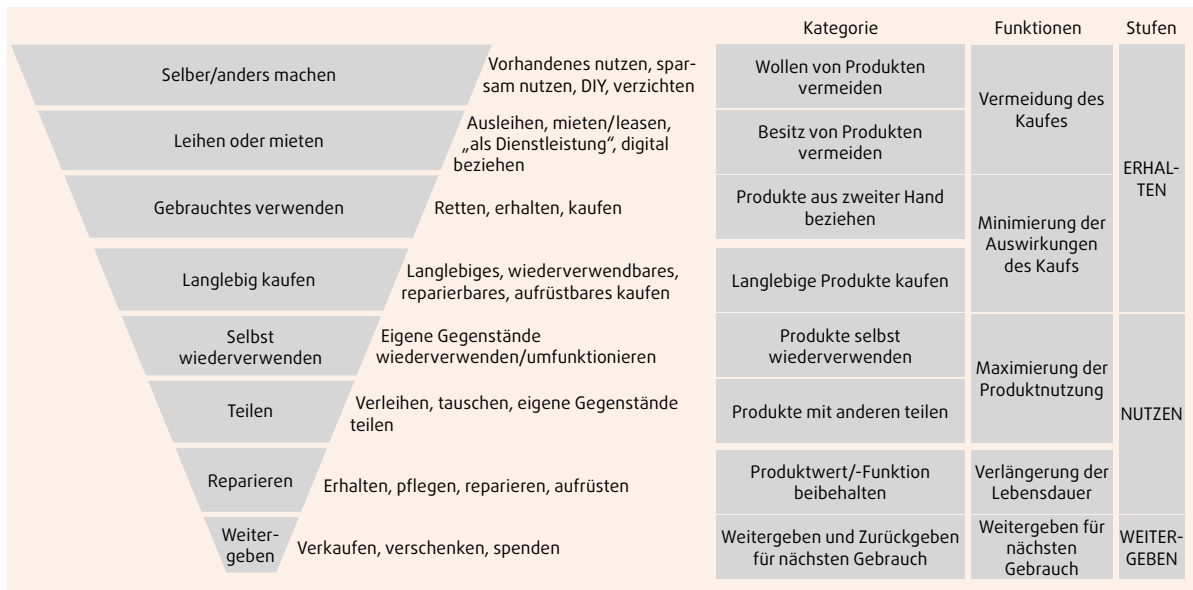 Kategorie
Funktionen
Stufen
Selber/anders machen
Vorhandenes nutzen, spar-
sam nutzen, DIY, verzichten
Wollen von Produkten
vermeiden
Vermeidung des
Kaufes
ERHAL-
TEN
Leihen oder mieten
Ausleihen, mieten/leasen,
„als Dienstleistung“, digital
beziehen
Besitz von Produkten
vermeiden
Gebrauchtes verwenden
Retten, erhalten, kaufen
Produkte aus zweiter Hand
beziehen
Minimierung der
Auswirkungen
des Kaufs
Langlebig kaufen
Langlebiges, wiederverwendbares,
reparierbares, aufrüstbares kaufen
Langlebige Produkte kaufen
Selbst
wiederverwenden
Eigene Gegenstände
wiederverwenden/umfunktionieren
Produkte selbst
wiederverwenden
Maximierung der
Produktnutzung
NUTZEN
Teilen
Verleihen, tauschen, eigene Gegenstände
teilen
Produkte mit anderen teilen
Reparieren
Erhalten, pflegen, reparieren, aufrüsten
Produktwert/-Funktion
beibehalten
Verlängerung der
Lebensdauer
Weiter-
geben
Verkaufen, verschenken, spenden
Weitergeben und Zurückgeben
für nächsten Gebrauch
Weitergeben für
nächsten
Gebrauch
WEITER-
GEBEN